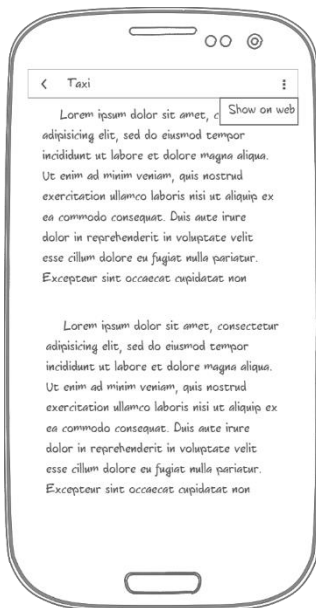 Taxi
Show on web
Lorem ipsum dolor sit amet, c
adipisicing elit, sed do eiusmod tempor
incididunt ut labore et dolore magna aliqua.
Ut enim ad minim veniam, quis nostrud
exercitation ullamco laboris nisi ut aliquip ex
ea commodo consequat. Duis aute irure
dolor in reprehenderit in voluptate velit
esse cillum dolore eu fugiat nulla pariatur.
Excepteur sint occaecat cupidatat non
Lorem ipsum dolor sit amet, consectetur
adipisicing elit, sed do eiusmod tempor
incididunt ut labore et dolore magna aliqua.
Ut enim ad minim veniam, quis nostrud
exercitation ullamco laboris nisi ut aliquip ex
ea commodo consequat. Duis aute irure
dolor in reprehenderit in voluptate velit
esse cillum dolore eu fugiat nulla pariatur.
Excepteur sint occaecat cupidatat non